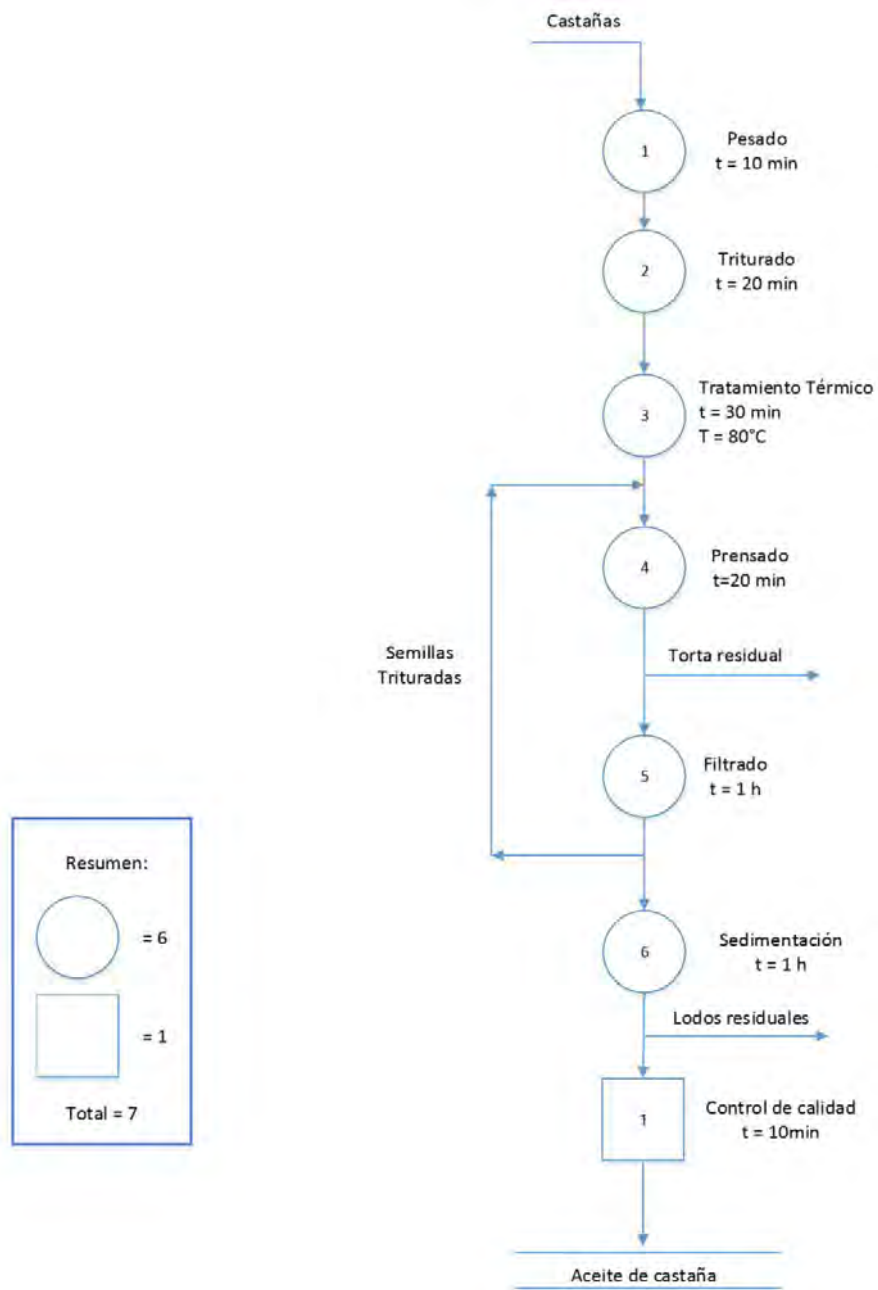 Castañas
1
Pesado
t = 10 min
2
Triturado
t = 20 min
3
Tratamiento Térmico
t = 30 min
T = 80°C
4
Prensado
t=20 min
Semillas
Trituradas
Torta residual
5
Filtrado
t = 1 h
Resumen:
= 6
= 1
Total = 7
6
Sedimentación
t = 1 h
Lodos residuales
1
Control de calidad
t = 10min
Aceite de castaña